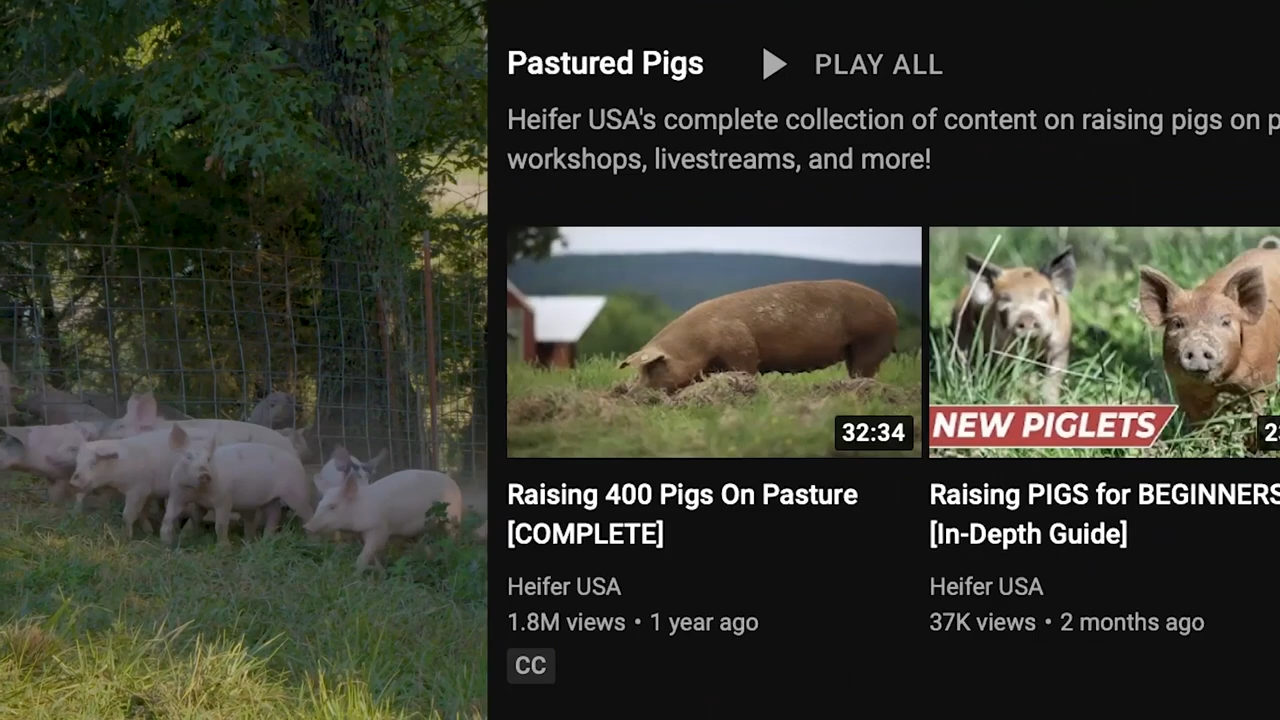 Pastured Pigs
PLAY ALL
Heifer USA's complete collection of content on raising pigs on
workshops, livestreams, and more!
32:34
NEW PIGLETS
Raising 400 Pigs On Pasture
[COMPLETE]
Raising PIGS for BEGINNERS
[In-Depth Guide]
Heifer USA
1.8M views • 1 year ago
Heifer USA
37K views • 2 months ago
CC